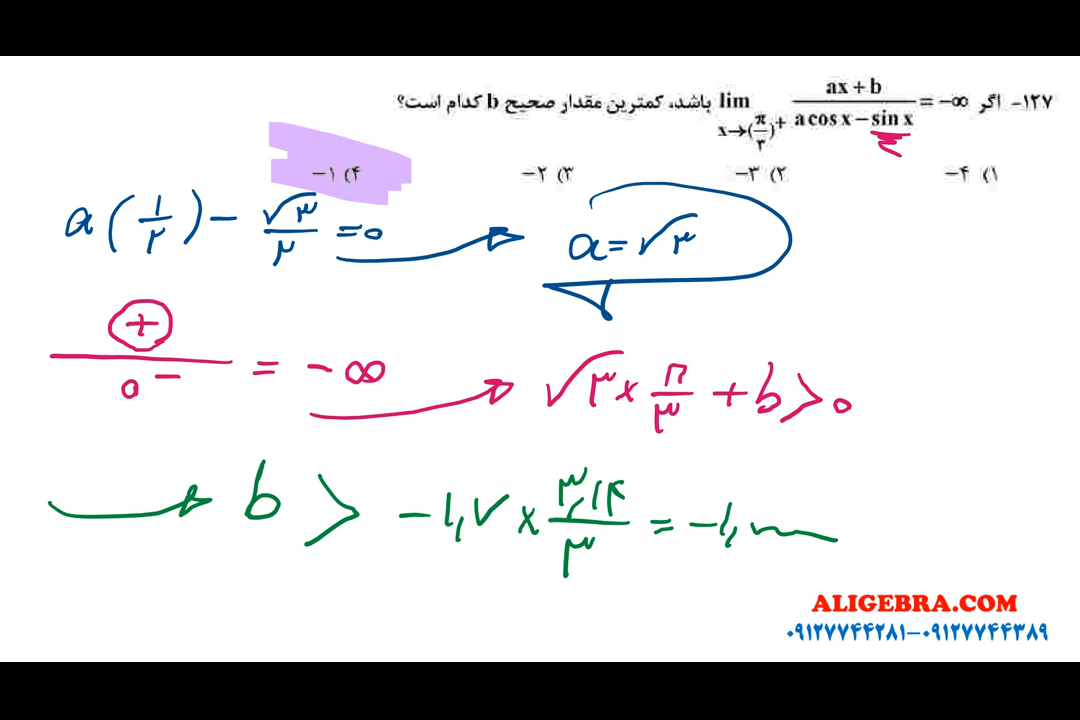 ۱۲۷- اگر lim x→(π/۳)+ (ax + b)/(a cos x − sin x) = −∞ باشد، کمترین مقدار صحیح b کدام است؟
۱) −۴ ۲) −۳ ۳) −۲ ۴) −۱
a(۱/۲) − √۳/۲ = ۰ → a = √۳
+/۰− = −∞ → √۳ × π/۳ + b > ۰
→ b > −۱٫۷ × ۳٫۱۴/۳ = −۱٫
ALIGEBRA.COM
۰۹۱۲۷۷۴۴۲۸۱-۰۹۱۲۷۷۴۴۳۸۹